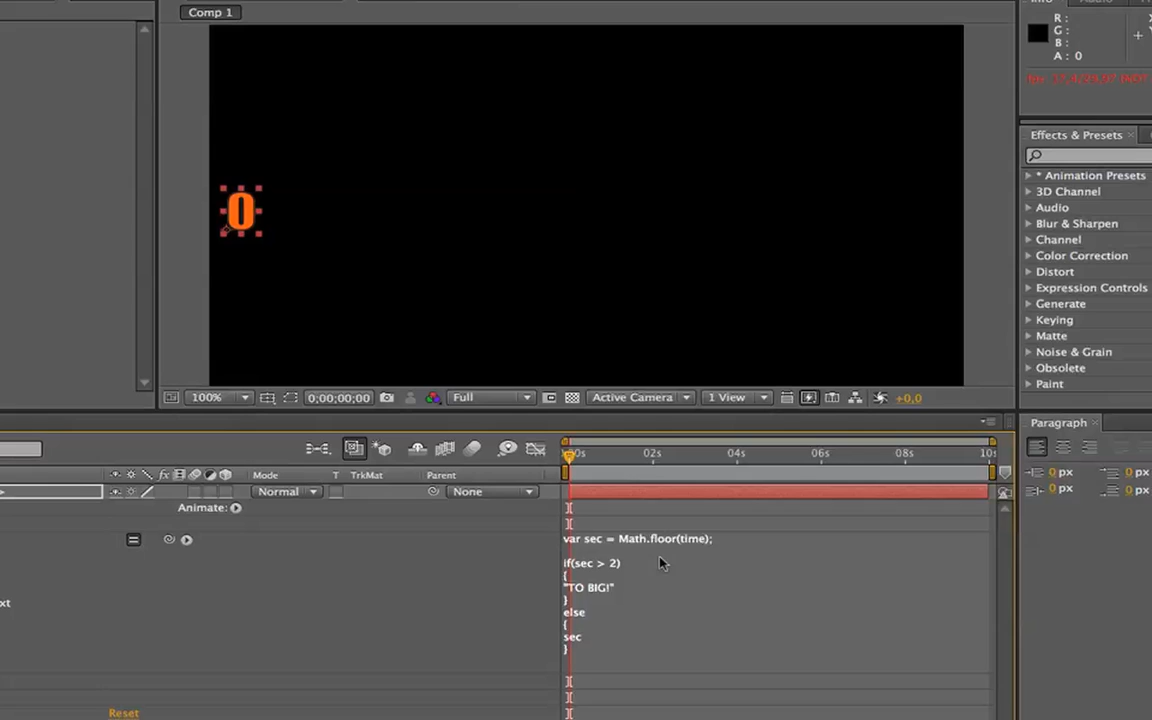 Comp 1
0
100%
0;00;00;00
Full
Active Camera
1 View
+0,0
R :
G :
B :
A : 0
Effects & Presets
* Animation Presets
3D Channel
Audio
Blur & Sharpen
Channel
Color Correction
Distort
Expression Controls
Generate
Keying
Matte
Noise & Grain
Obsolete
Paint
Paragraph
0 px
0 px
0 px
0 px
02s
04s
06s
08s
10s
Mode
T
TrkMat
Parent
Normal
None
Animate:
var sec = Math.floor(time);
if(sec > 2)
{
"TO BIG!"
}
else
{
sec
}
xt
Reset